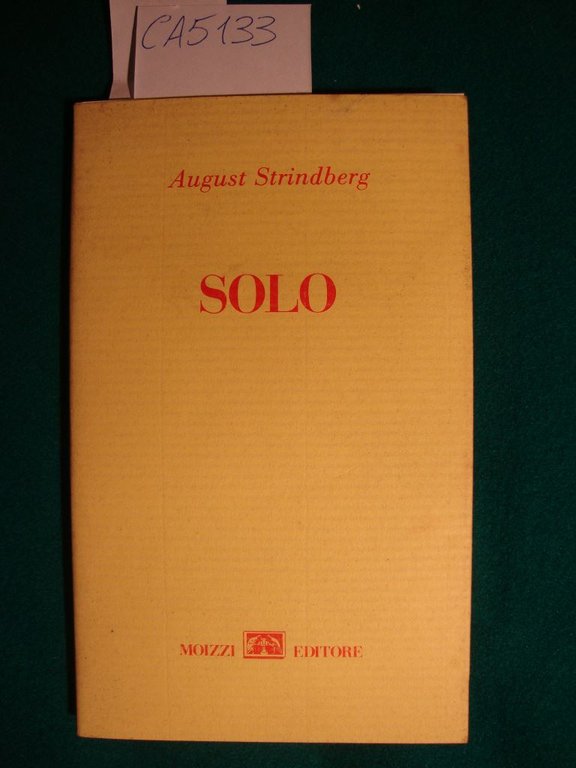 CA5133
August Strindberg
SOLO
MOIZZI EDITORE